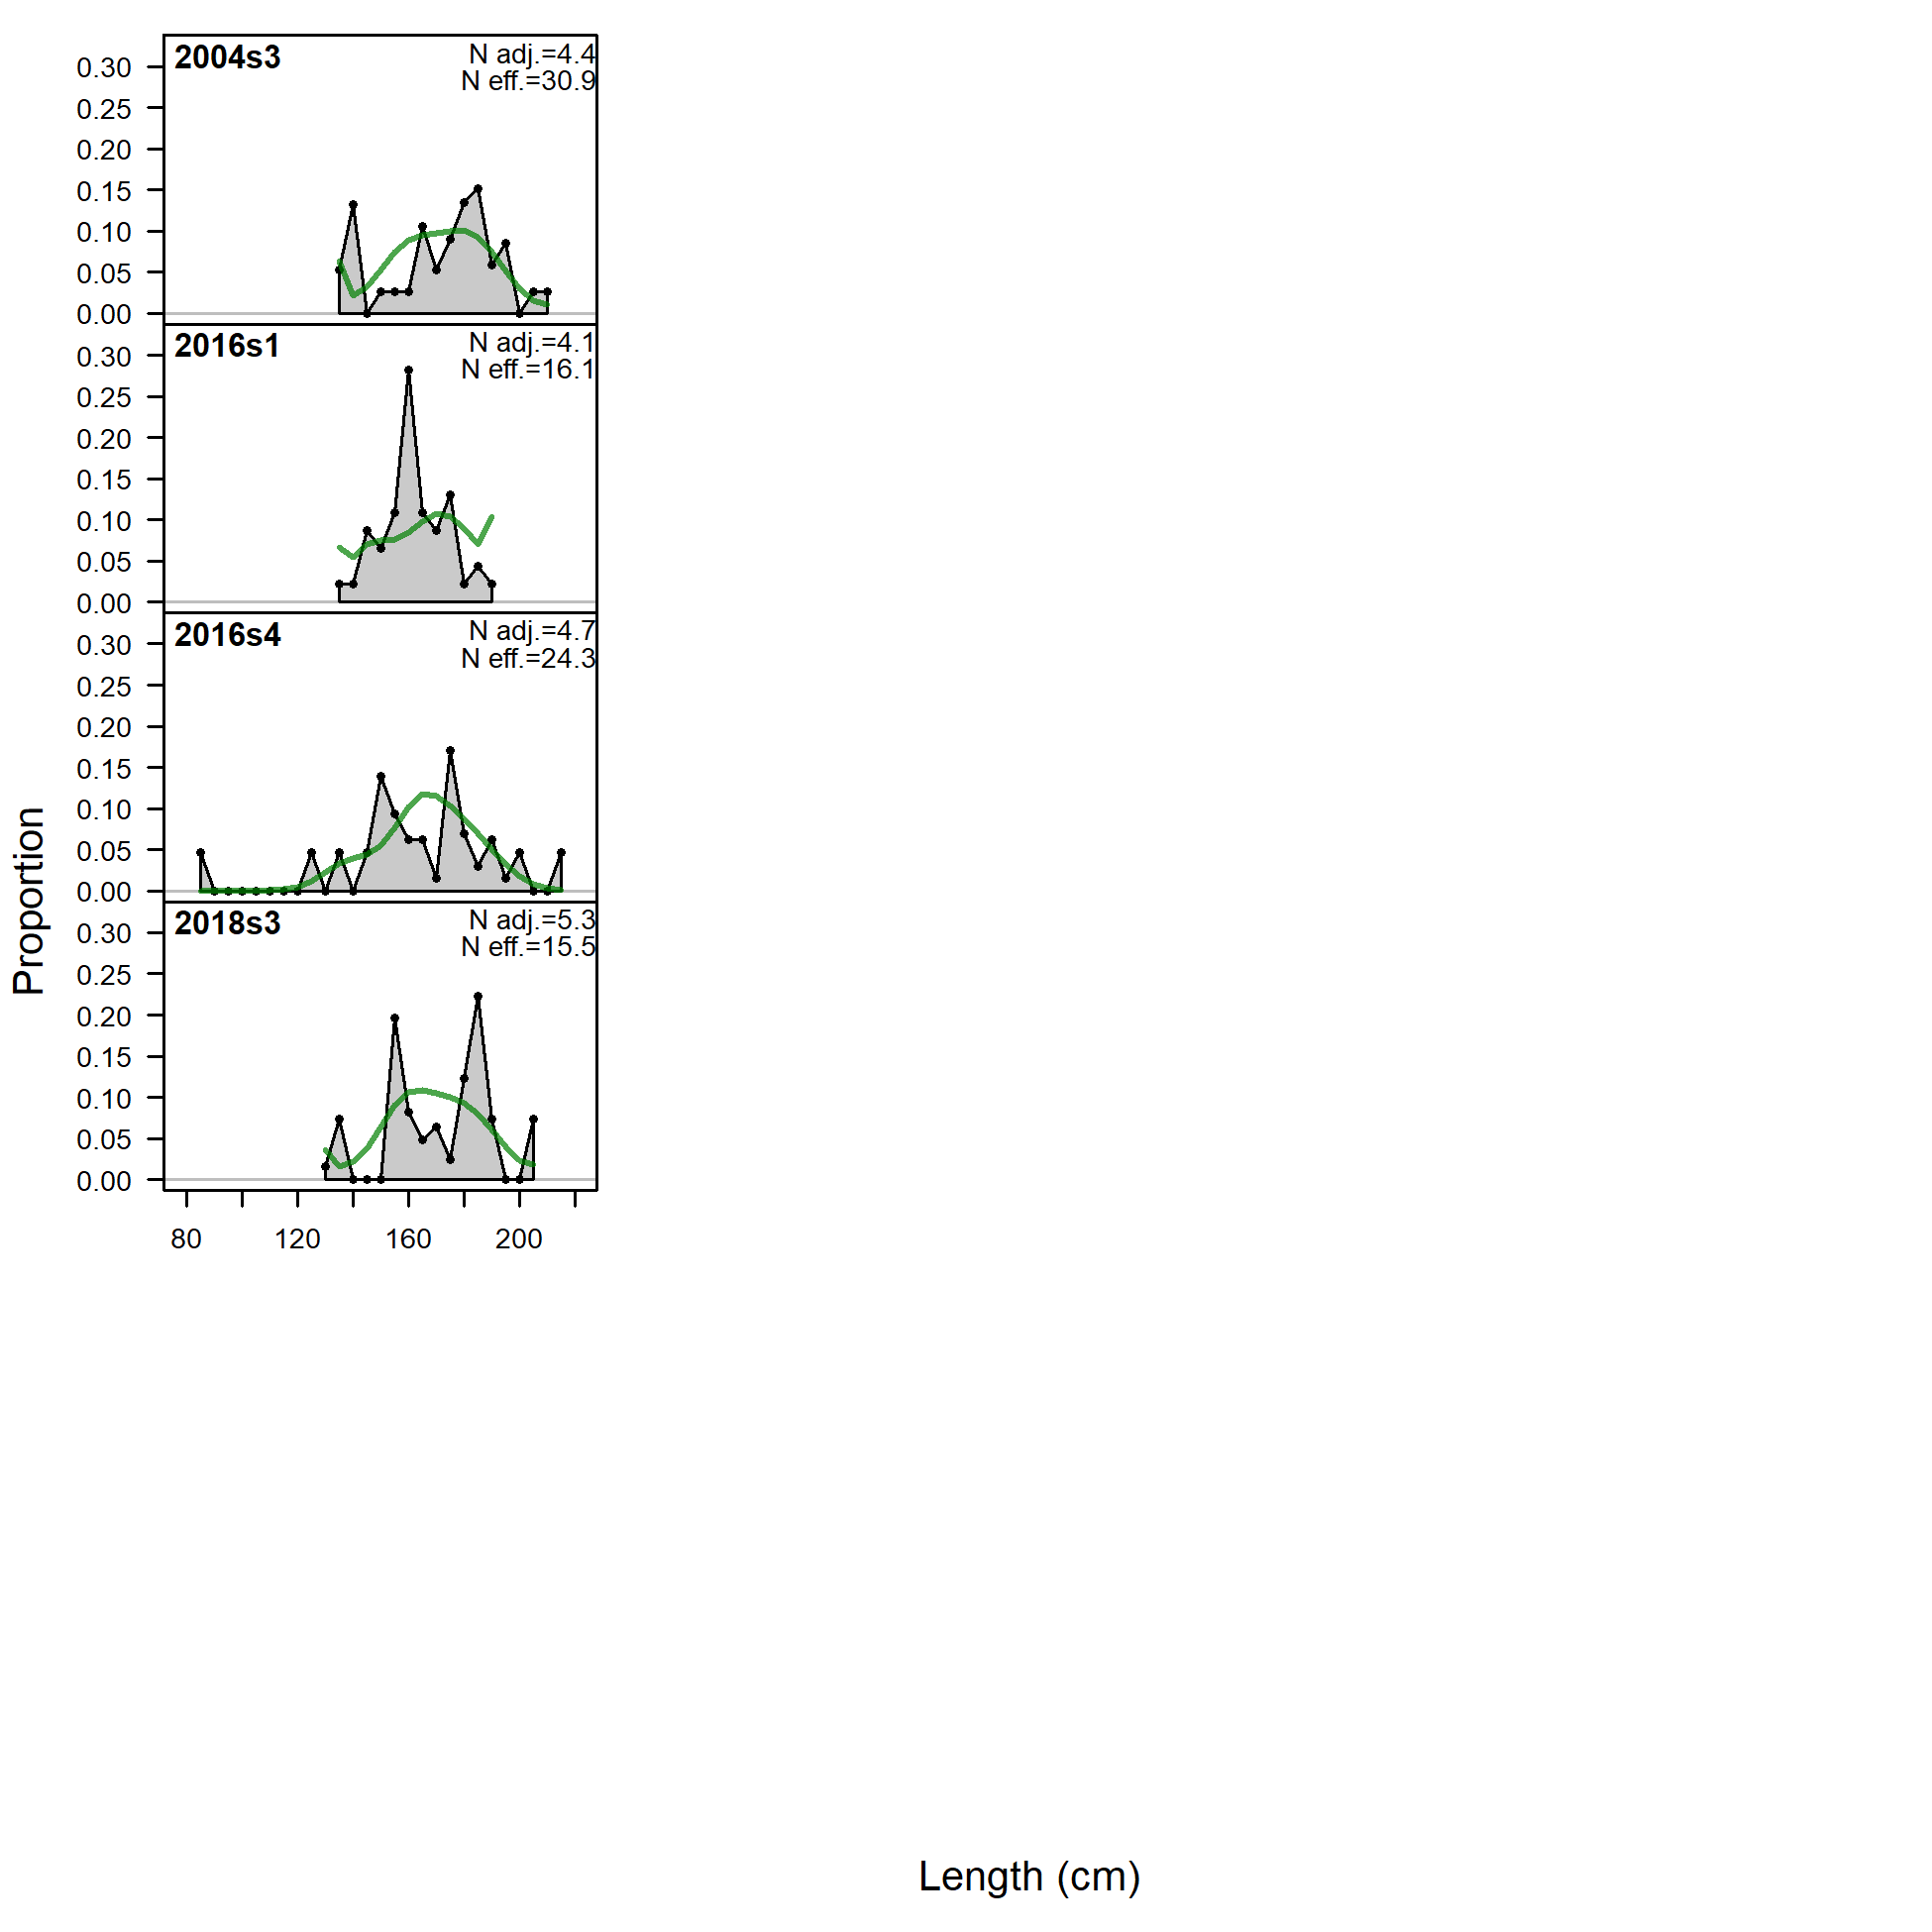 2004s3
N adj.=4.4
N eff.=30.9
0.30
0.25
0.20
0.15
0.10
0.05
0.00
2016s1
N adj.=4.1
N eff.=16.1
0.30
0.25
0.20
0.15
0.10
0.05
0.00
2016s4
N adj.=4.7
N eff.=24.3
0.30
0.25
0.20
0.15
0.10
0.05
0.00
2018s3
N adj.=5.3
N eff.=15.5
0.30
0.25
0.20
0.15
0.10
0.05
0.00
80 120 160 200
Proportion
Length (cm)